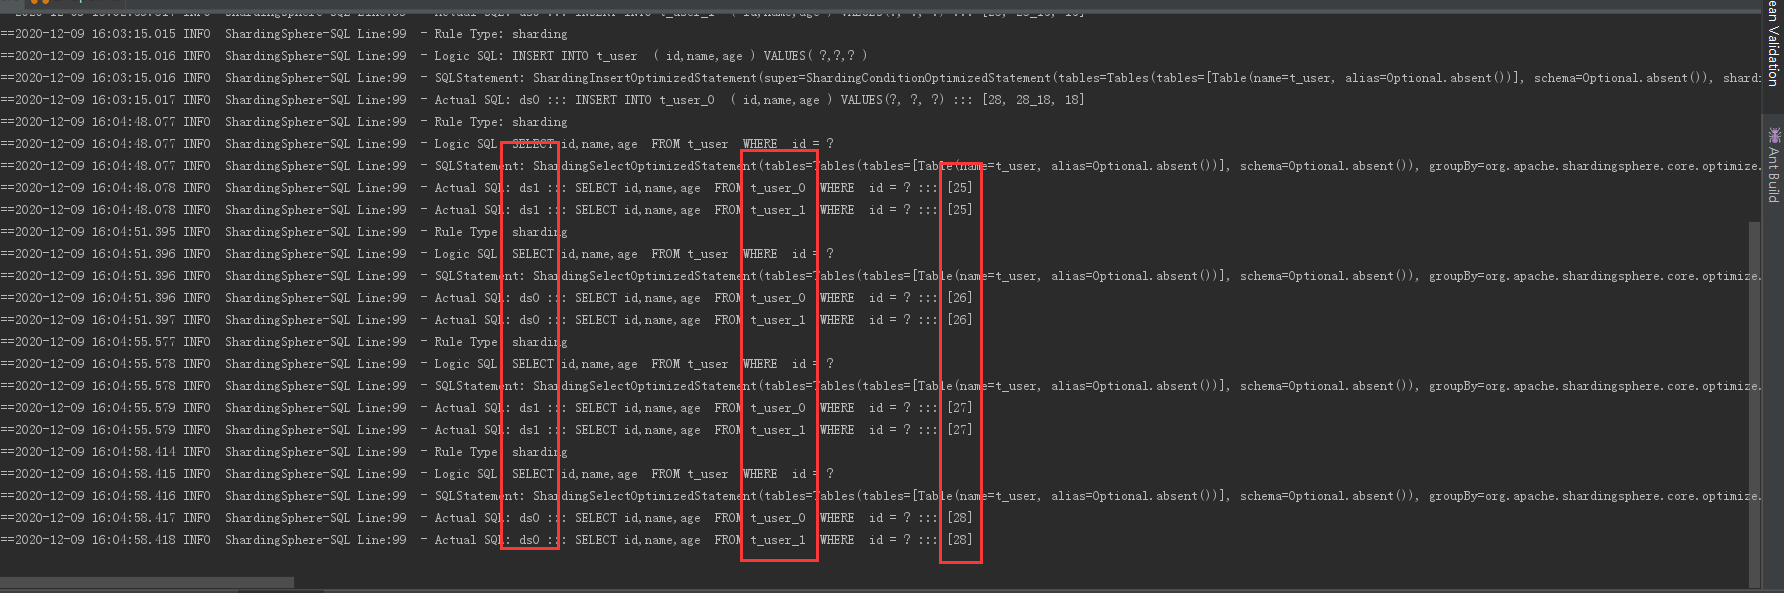 ShardingSphere-SQL Line:99  - Actual SQL: ds0 ::: INSERT INTO t_user_1  ( id,name,age ) VALUES(?, ?, ?) :::
==2020-12-09 16:03:15.015 INFO  ShardingSphere-SQL Line:99  - Rule Type: sharding
==2020-12-09 16:03:15.016 INFO  ShardingSphere-SQL Line:99  - Logic SQL: INSERT INTO t_user  ( id,name,age ) VALUES( ?,?,? )
==2020-12-09 16:03:15.016 INFO  ShardingSphere-SQL Line:99  - SQLStatement: ShardingInsertOptimizedStatement(super=ShardingConditionOptimizedStatement(tables=Tables(tables=[Table(name=t_user, alias=Optional.absent())], schema=Optional.absent()), shardi
==2020-12-09 16:03:15.017 INFO  ShardingSphere-SQL Line:99  - Actual SQL: ds0 ::: INSERT INTO t_user_0  ( id,name,age ) VALUES(?, ?, ?) ::: [28, 28_18, 18]
==2020-12-09 16:04:48.077 INFO  ShardingSphere-SQL Line:99  - Rule Type: sharding
==2020-12-09 16:04:48.077 INFO  ShardingSphere-SQL Line:99  - Logic SQL: SELECT id,name,age  FROM t_user  WHERE  id = ?
==2020-12-09 16:04:48.077 INFO  ShardingSphere-SQL Line:99  - SQLStatement: ShardingSelectOptimizedStatement(tables=Tables(tables=[Table(name=t_user, alias=Optional.absent())], schema=Optional.absent()), groupBy=org.apache.shardingsphere.core.optimize.
==2020-12-09 16:04:48.078 INFO  ShardingSphere-SQL Line:99  - Actual SQL: ds1 ::: SELECT id,name,age  FROM t_user_0  WHERE  id = ? ::: [25]
==2020-12-09 16:04:48.078 INFO  ShardingSphere-SQL Line:99  - Actual SQL: ds1 ::: SELECT id,name,age  FROM t_user_1  WHERE  id = ? ::: [25]
==2020-12-09 16:04:51.395 INFO  ShardingSphere-SQL Line:99  - Rule Type: sharding
==2020-12-09 16:04:51.396 INFO  ShardingSphere-SQL Line:99  - Logic SQL: SELECT id,name,age  FROM t_user  WHERE  id = ?
==2020-12-09 16:04:51.396 INFO  ShardingSphere-SQL Line:99  - SQLStatement: ShardingSelectOptimizedStatement(tables=Tables(tables=[Table(name=t_user, alias=Optional.absent())], schema=Optional.absent()), groupBy=org.apache.shardingsphere.core.optimize.
==2020-12-09 16:04:51.396 INFO  ShardingSphere-SQL Line:99  - Actual SQL: ds0 ::: SELECT id,name,age  FROM t_user_0  WHERE  id = ? ::: [26]
==2020-12-09 16:04:51.397 INFO  ShardingSphere-SQL Line:99  - Actual SQL: ds0 ::: SELECT id,name,age  FROM t_user_1  WHERE  id = ? ::: [26]
==2020-12-09 16:04:55.577 INFO  ShardingSphere-SQL Line:99  - Rule Type: sharding
==2020-12-09 16:04:55.578 INFO  ShardingSphere-SQL Line:99  - Logic SQL: SELECT id,name,age  FROM t_user  WHERE  id = ?
==2020-12-09 16:04:55.578 INFO  ShardingSphere-SQL Line:99  - SQLStatement: ShardingSelectOptimizedStatement(tables=Tables(tables=[Table(name=t_user, alias=Optional.absent())], schema=Optional.absent()), groupBy=org.apache.shardingsphere.core.optimize.
==2020-12-09 16:04:55.579 INFO  ShardingSphere-SQL Line:99  - Actual SQL: ds1 ::: SELECT id,name,age  FROM t_user_0  WHERE  id = ? ::: [27]
==2020-12-09 16:04:55.579 INFO  ShardingSphere-SQL Line:99  - Actual SQL: ds1 ::: SELECT id,name,age  FROM t_user_1  WHERE  id = ? ::: [27]
==2020-12-09 16:04:58.414 INFO  ShardingSphere-SQL Line:99  - Rule Type: sharding
==2020-12-09 16:04:58.415 INFO  ShardingSphere-SQL Line:99  - Logic SQL: SELECT id,name,age  FROM t_user  WHERE  id = ?
==2020-12-09 16:04:58.416 INFO  ShardingSphere-SQL Line:99  - SQLStatement: ShardingSelectOptimizedStatement(tables=Tables(tables=[Table(name=t_user, alias=Optional.absent())], schema=Optional.absent()), groupBy=org.apache.shardingsphere.core.optimize.
==2020-12-09 16:04:58.417 INFO  ShardingSphere-SQL Line:99  - Actual SQL: ds0 ::: SELECT id,name,age  FROM t_user_0  WHERE  id = ? ::: [28]
==2020-12-09 16:04:58.418 INFO  ShardingSphere-SQL Line:99  - Actual SQL: ds0 ::: SELECT id,name,age  FROM t_user_1  WHERE  id = ? ::: [28]
ean Validation
Ant Build